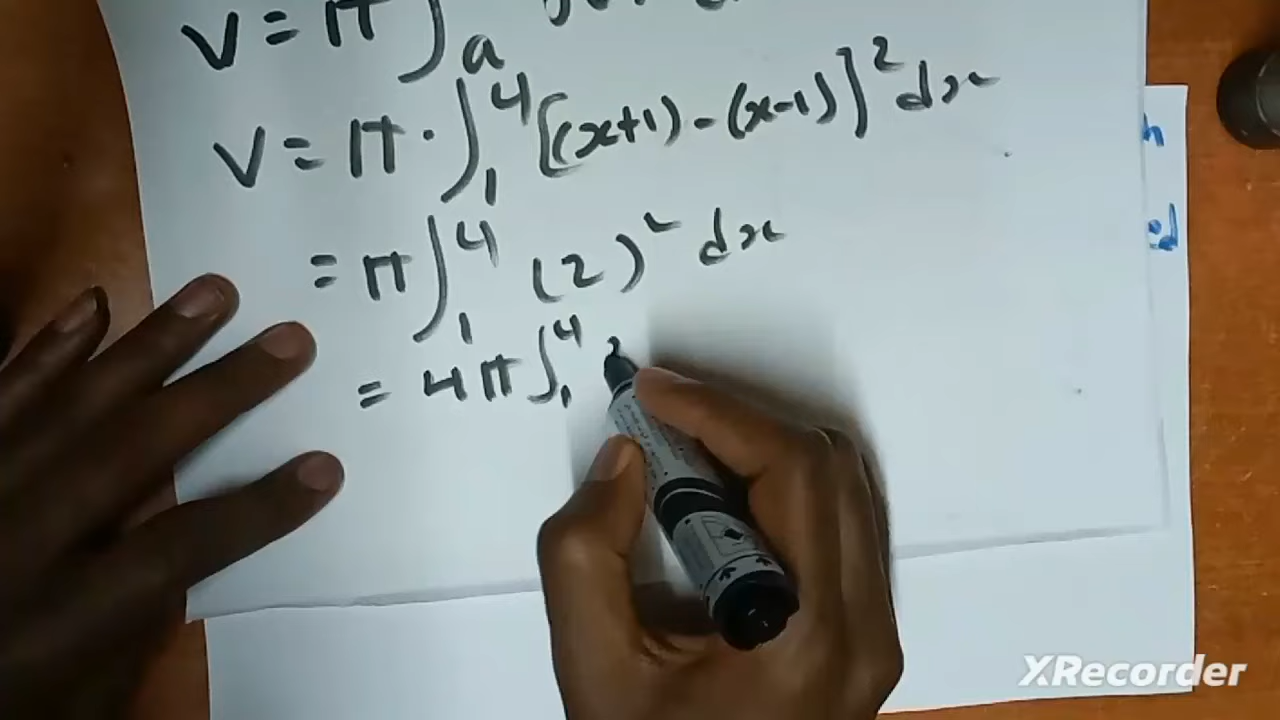 V = π ∫ₐ
V = π · ∫₁⁴ [(x+1) - (x-1)]² dx
= π ∫₁⁴ (2)² dx
= 4π ∫₁⁴
XRecorder